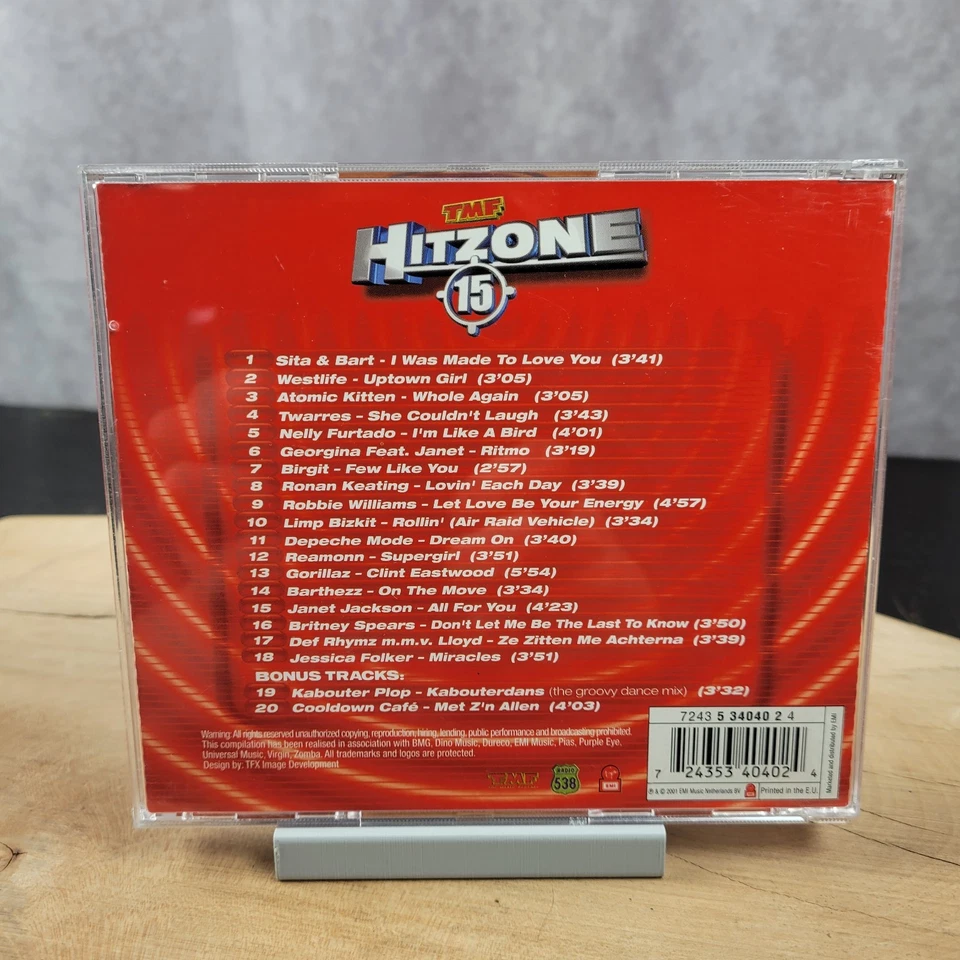 TMF
HITZONE
15
1 Sita & Bart - I Was Made To Love You (3'41)
2 Westlife - Uptown Girl (3'05)
3 Atomic Kitten - Whole Again (3'05)
4 Twarres - She Couldn't Laugh (3'43)
5 Nelly Furtado - I'm Like A Bird (4'01)
6 Georgina Feat. Janet - Ritmo (3'19)
7 Birgit - Few Like You (2'57)
8 Ronan Keating - Lovin' Each Day (3'39)
9 Robbie Williams - Let Love Be Your Energy (4'57)
10 Limp Bizkit - Rollin' (Air Raid Vehicle) (3'34)
11 Depeche Mode - Dream On (3'40)
12 Reamonn - Supergirl (3'51)
13 Gorillaz - Clint Eastwood (5'54)
14 Barthezz - On The Move (3'34)
15 Janet Jackson - All For You (4'23)
16 Britney Spears - Don't Let Me Be The Last To Know (3'50)
17 Def Rhymz m.m.v. Lloyd - Ze Zitten Me Achterna (3'39)
18 Jessica Folker - Miracles (3'51)
BONUS TRACKS:
19 Kabouter Plop - Kabouterdans (the groovy dance mix) (3'32)
20 Cooldown Café - Met Z'n Allen (4'03)
Warning: All rights reserved unauthorized copying, reproduction, hiring, lending, public performance and broadcasting prohibited.
This compilation has been realised in association with BMG, Dino Music, Dureco, EMI Music, Pias, Purple Eye,
Universal Music, Virgin, Zomba. All trademarks and logos are protected.
Design by: TFX Image Development
TMF
RADIO
538
EMI
7243 5 34040 2 4
7 24353 40402 4
℗ & © 2001 EMI Music Netherlands BV
Printed in the E.U.
Marketed and distributed by EMI